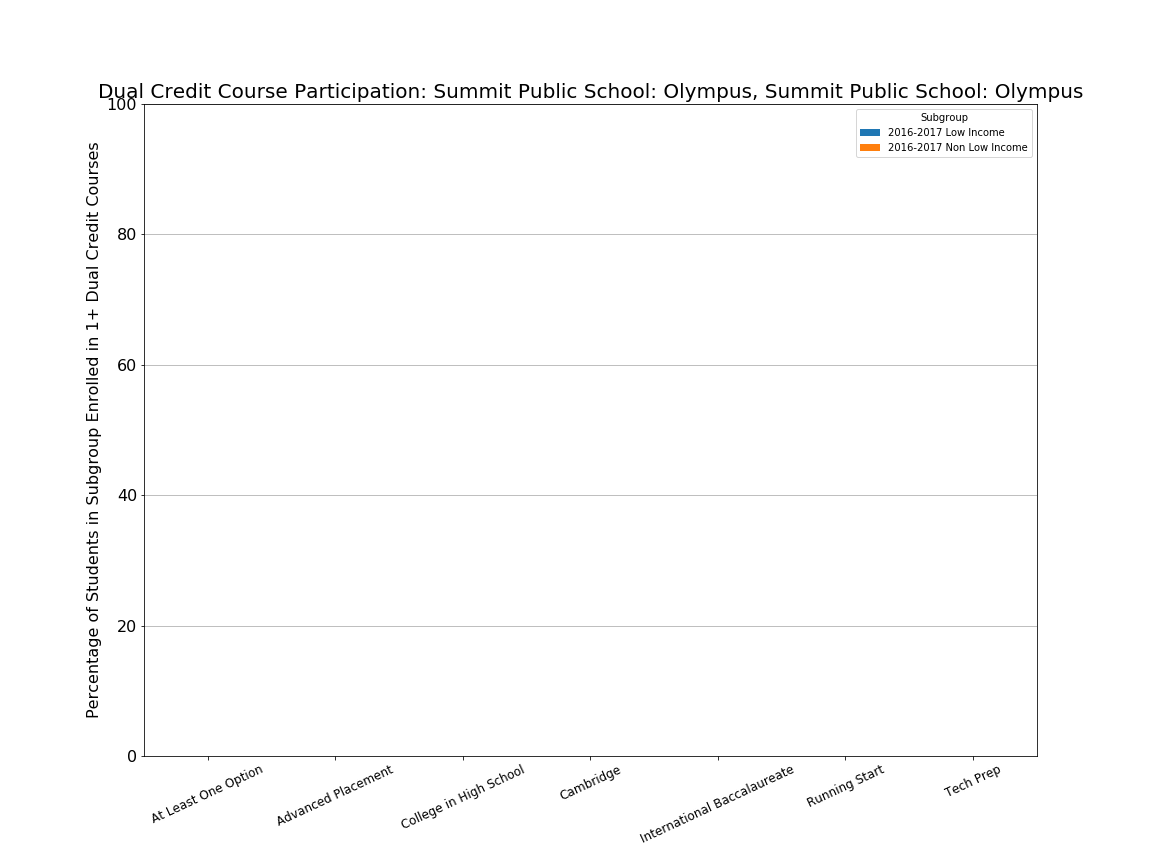 Dual Credit Course Participation: Summit Public School: Olympus, Summit Public School: Olympus
Subgroup
2016-2017 Low Income
2016-2017 Non Low Income
Percentage of Students in Subgroup Enrolled in 1+ Dual Credit Courses
100
80
60
40
20
0
At Least One Option
Advanced Placement
College in High School
Cambridge
International Baccalaureate
Running Start
Tech Prep